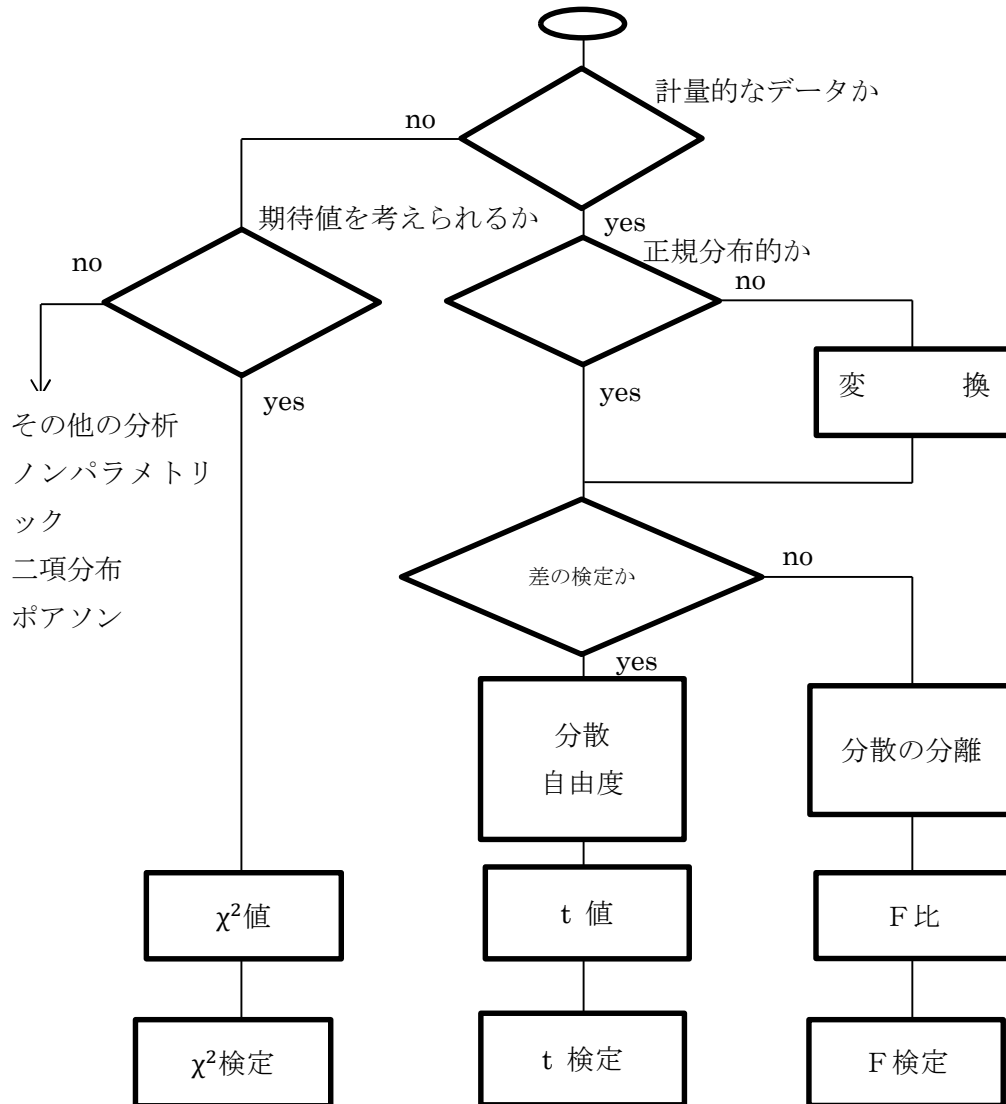 計量的なデータか
no
期待値を考えられるか
yes
正規分布的か
no
no
変 換
yes
yes
その他の分析
ノンパラメトリ
ック
二項分布
ポアソン
差の検定か
no
yes
分散
自由度
分散の分離
χ²値
t 値
F比
χ²検定
t 検定
F検定